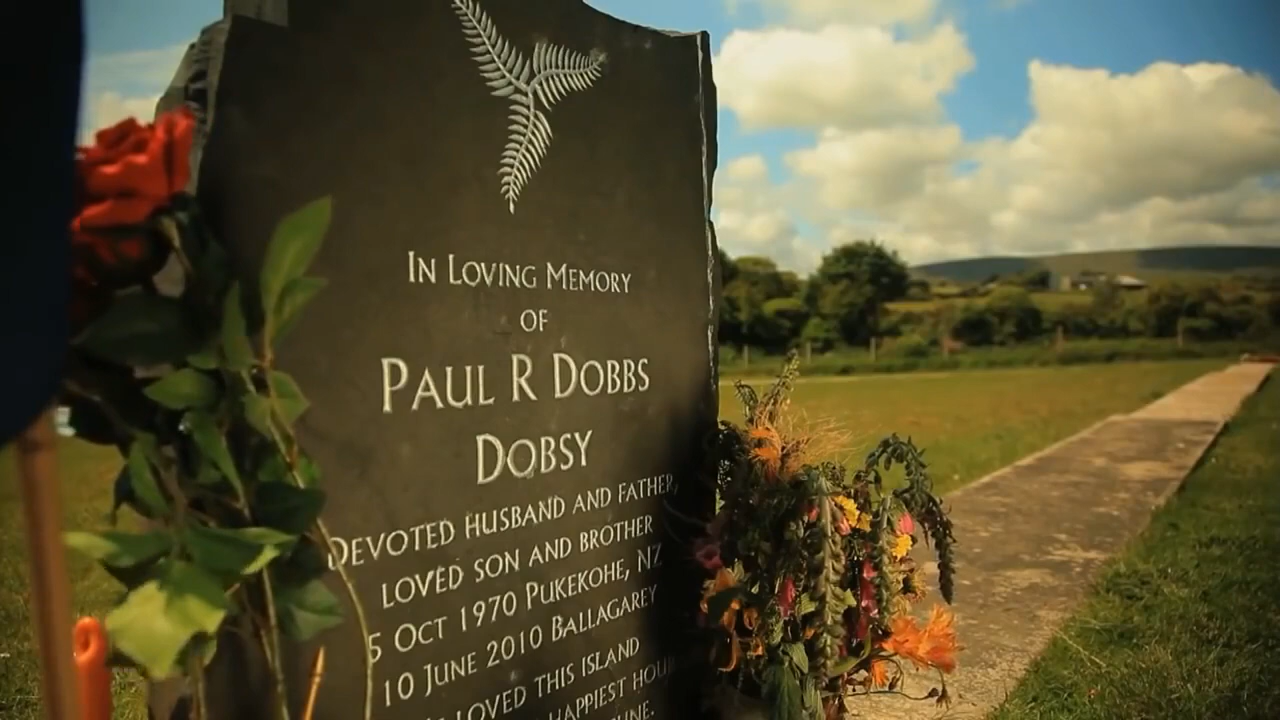 In Loving Memory
of
Paul R Dobbs
Dobsy
Devoted husband and father,
loved son and brother
5 Oct 1970 Pukekohe, NZ
10 June 2010 Ballagarey
loved this island
happiest hou